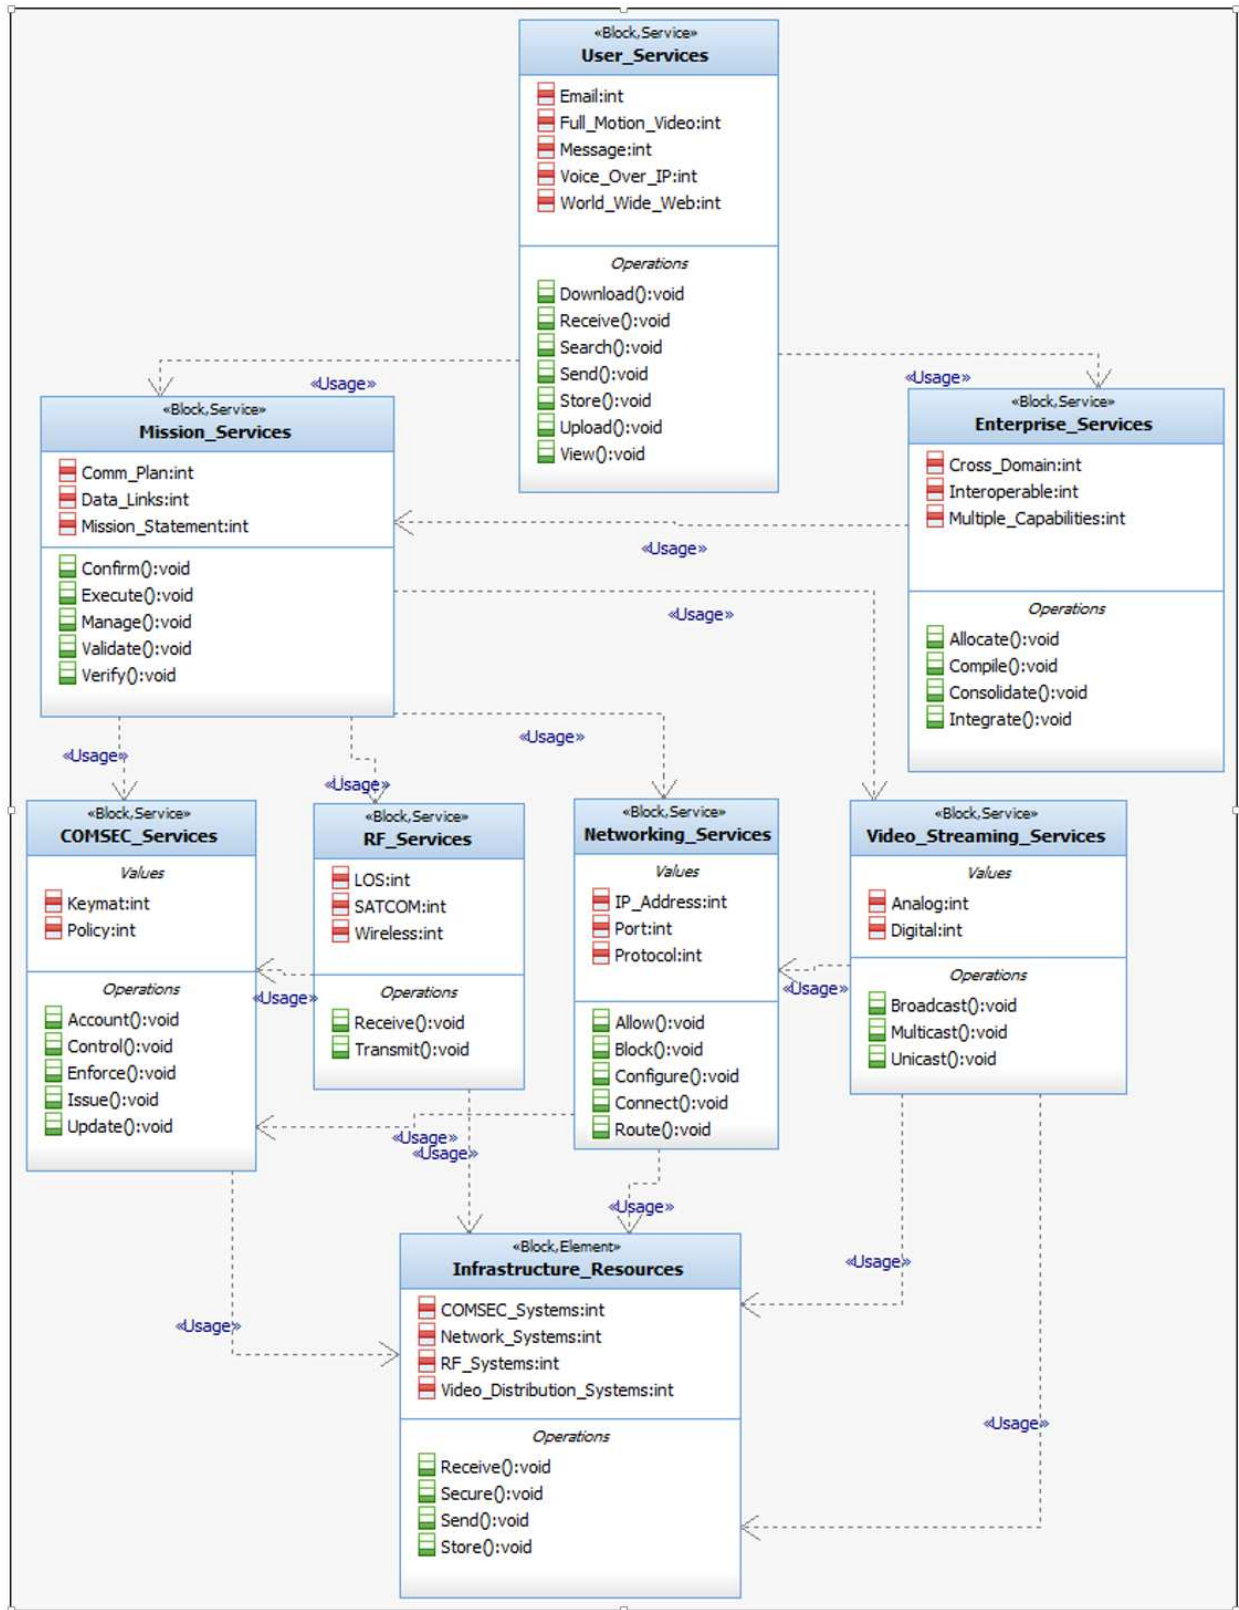 «Block,Service»
User_Services
Email:int
Full_Motion_Video:int
Message:int
Voice_Over_IP:int
World_Wide_Web:int
Operations
Download():void
Receive():void
Search():void
Send():void
Store():void
Upload():void
View():void
«Usage»
«Usage»
«Block,Service»
Mission_Services
Comm_Plan:int
Data_Links:int
Mission_Statement:int
Confirm():void
Execute():void
Manage():void
Validate():void
Verify():void
«Block,Service»
Enterprise_Services
Cross_Domain:int
Interoperable:int
Multiple_Capabilities:int
Operations
Allocate():void
Compile():void
Consolidate():void
Integrate():void
«Usage»
«Usage»
«Usage»
«Usage»
«Usage»
«Block,Service»
COMSEC_Services
Values
Keymat:int
Policy:int
Operations
Account():void
Control():void
Enforce():void
Issue():void
Update():void
«Block,Service»
RF_Services
LOS:int
SATCOM:int
Wireless:int
Operations
Receive():void
Transmit():void
«Block,Service»
Networking_Services
Values
IP_Address:int
Port:int
Protocol:int
Allow():void
Block():void
Configure():void
Connect():void
Route():void
«Block,Service»
Video_Streaming_Services
Values
Analog:int
Digital:int
Operations
Broadcast():void
Multicast():void
Unicast():void
«Usage»
«Usage»
«Usage»
«Usage»
«Usage»
«Usage»
«Usage»
«Usage»
«Block,Element»
Infrastructure_Resources
COMSEC_Systems:int
Network_Systems:int
RF_Systems:int
Video_Distribution_Systems:int
Operations
Receive():void
Secure():void
Send():void
Store():void